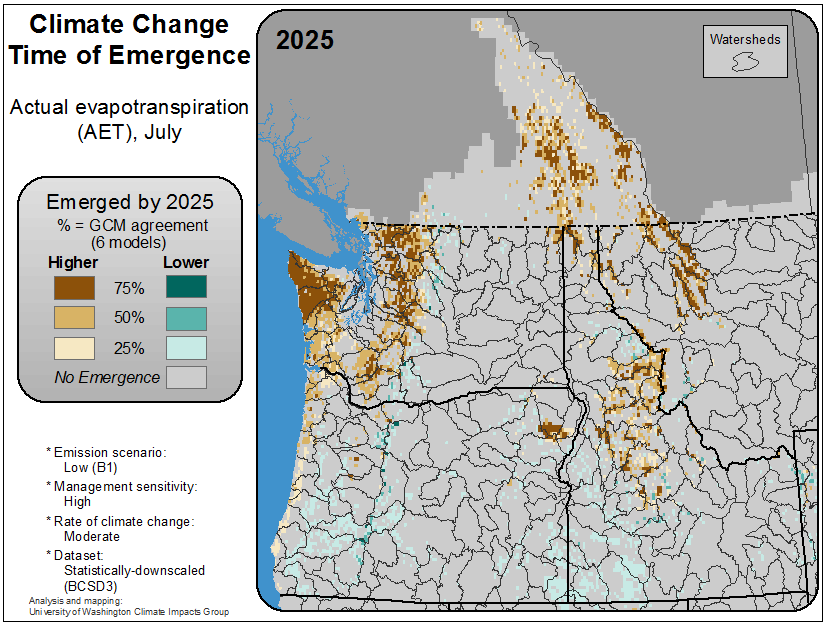 Climate Change
Time of Emergence
Actual evapotranspiration
(AET), July
Emerged by 2025
% = GCM agreement
(6 models)
Higher Lower
75%
50%
25%
No Emergence
* Emission scenario:
Low (B1)
* Management sensitivity:
High
* Rate of climate change:
Moderate
* Dataset:
Statistically-downscaled
(BCSD3)
Analysis and mapping:
University of Washington Climate Impacts Group
2025
Watersheds